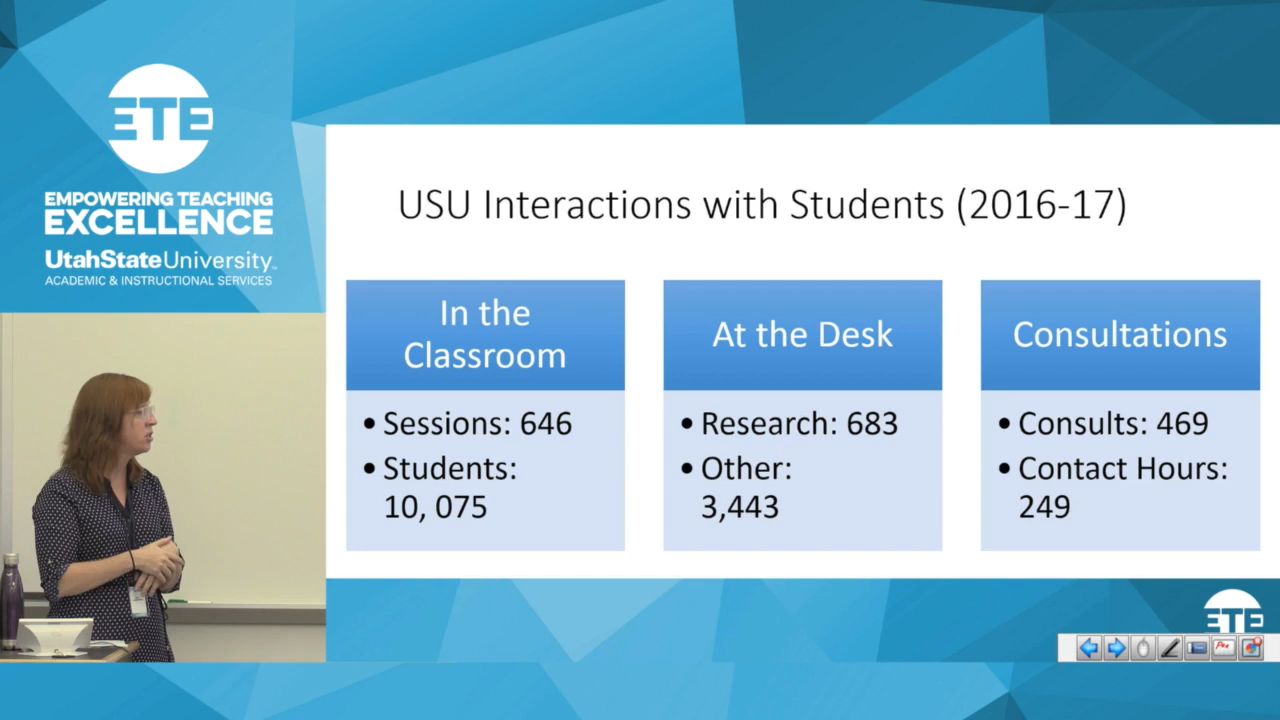 ETE
EMPOWERING TEACHING
EXCELLENCE
UtahStateUniversity
ACADEMIC & INSTRUCTIONAL SERVICES
USU Interactions with Students (2016-17)
In the
Classroom
• Sessions: 646
• Students:
10, 075
At the Desk
• Research: 683
• Other:
3,443
Consultations
• Consults: 469
• Contact Hours:
249
ETE
Pen